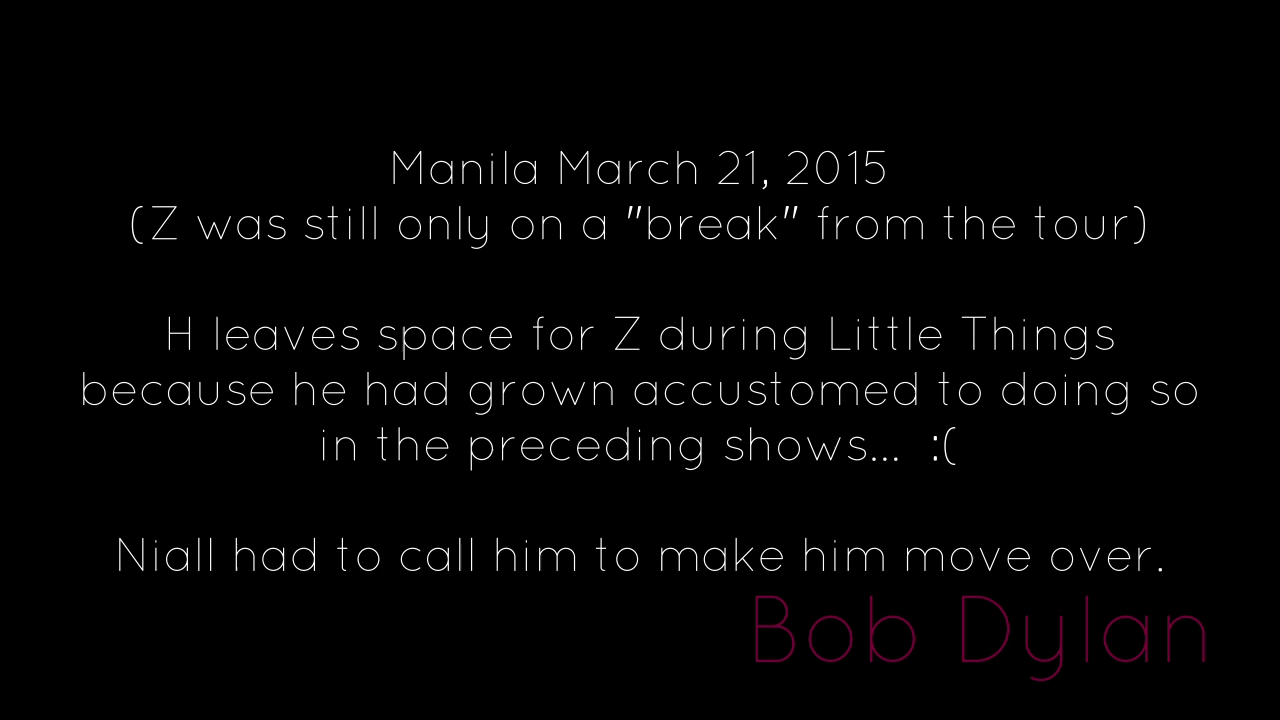 Manila March 21, 2015
(Z was still only on a "break" from the tour)
H leaves space for Z during Little Things
because he had grown accustomed to doing so
in the preceding shows... :(
Niall had to call him to make him move over.
Bob Dylan